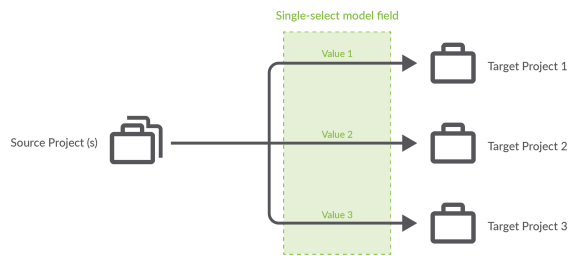 Single-select model field
Value 1
Target Project 1
Source Project (s)
Value 2
Target Project 2
Value 3
Target Project 3